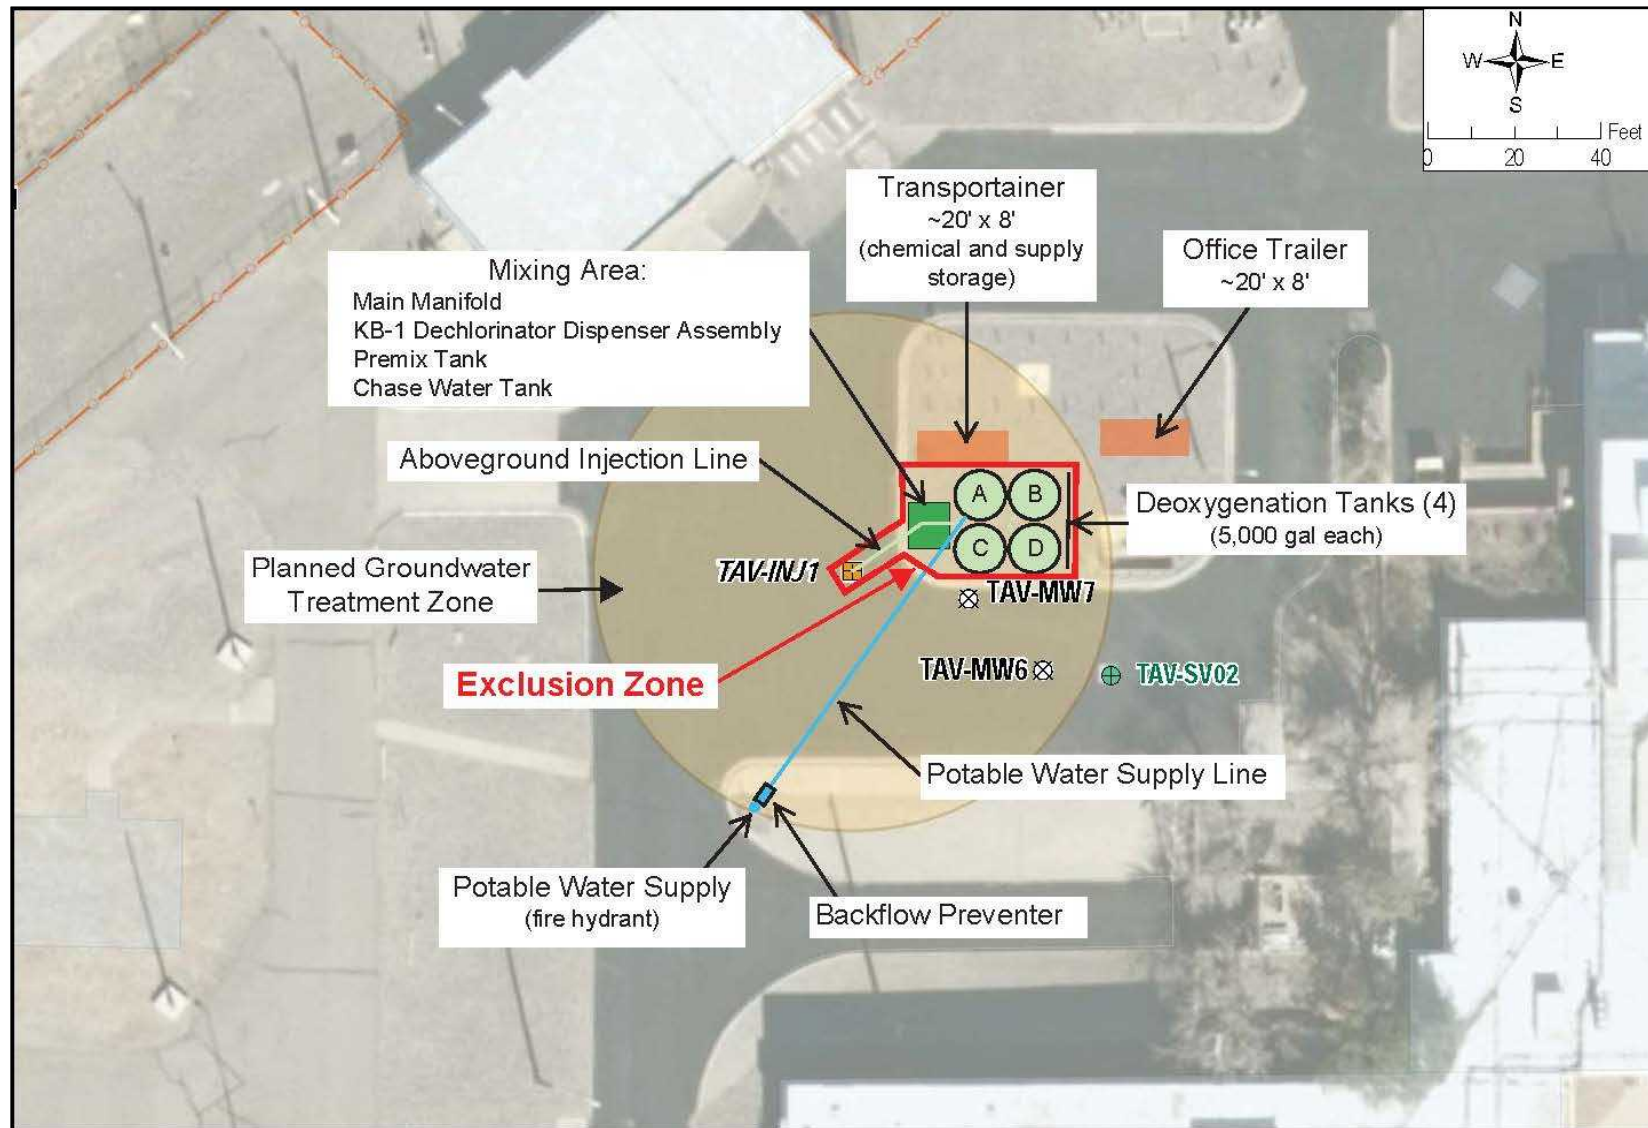 N
W E
S
Feet
0 20 40
Transportainer
~20' x 8'
(chemical and supply
storage)
Office Trailer
~20' x 8'
Mixing Area:
Main Manifold
KB-1 Dechlorinator Dispenser Assembly
Premix Tank
Chase Water Tank
Aboveground Injection Line
A B
C D
Deoxygenation Tanks (4)
(5,000 gal each)
TAV-INJ1
Planned Groundwater
Treatment Zone
TAV-MW7
Exclusion Zone
TAV-MW6
TAV-SV02
Potable Water Supply Line
Potable Water Supply
(fire hydrant)
Backflow Preventer